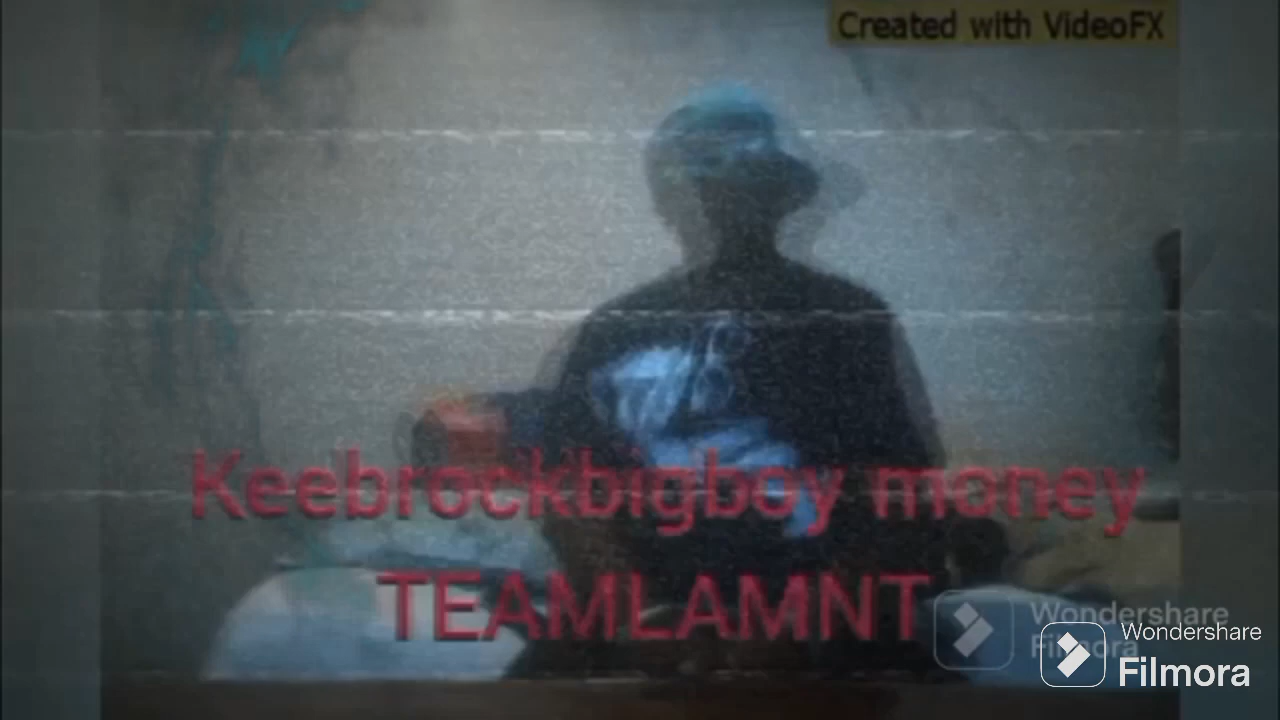 Created with VideoFX
Keebrockbigboy money
TEAMLAMNT
Wondershare
Filmora
Wondershare
Filmora